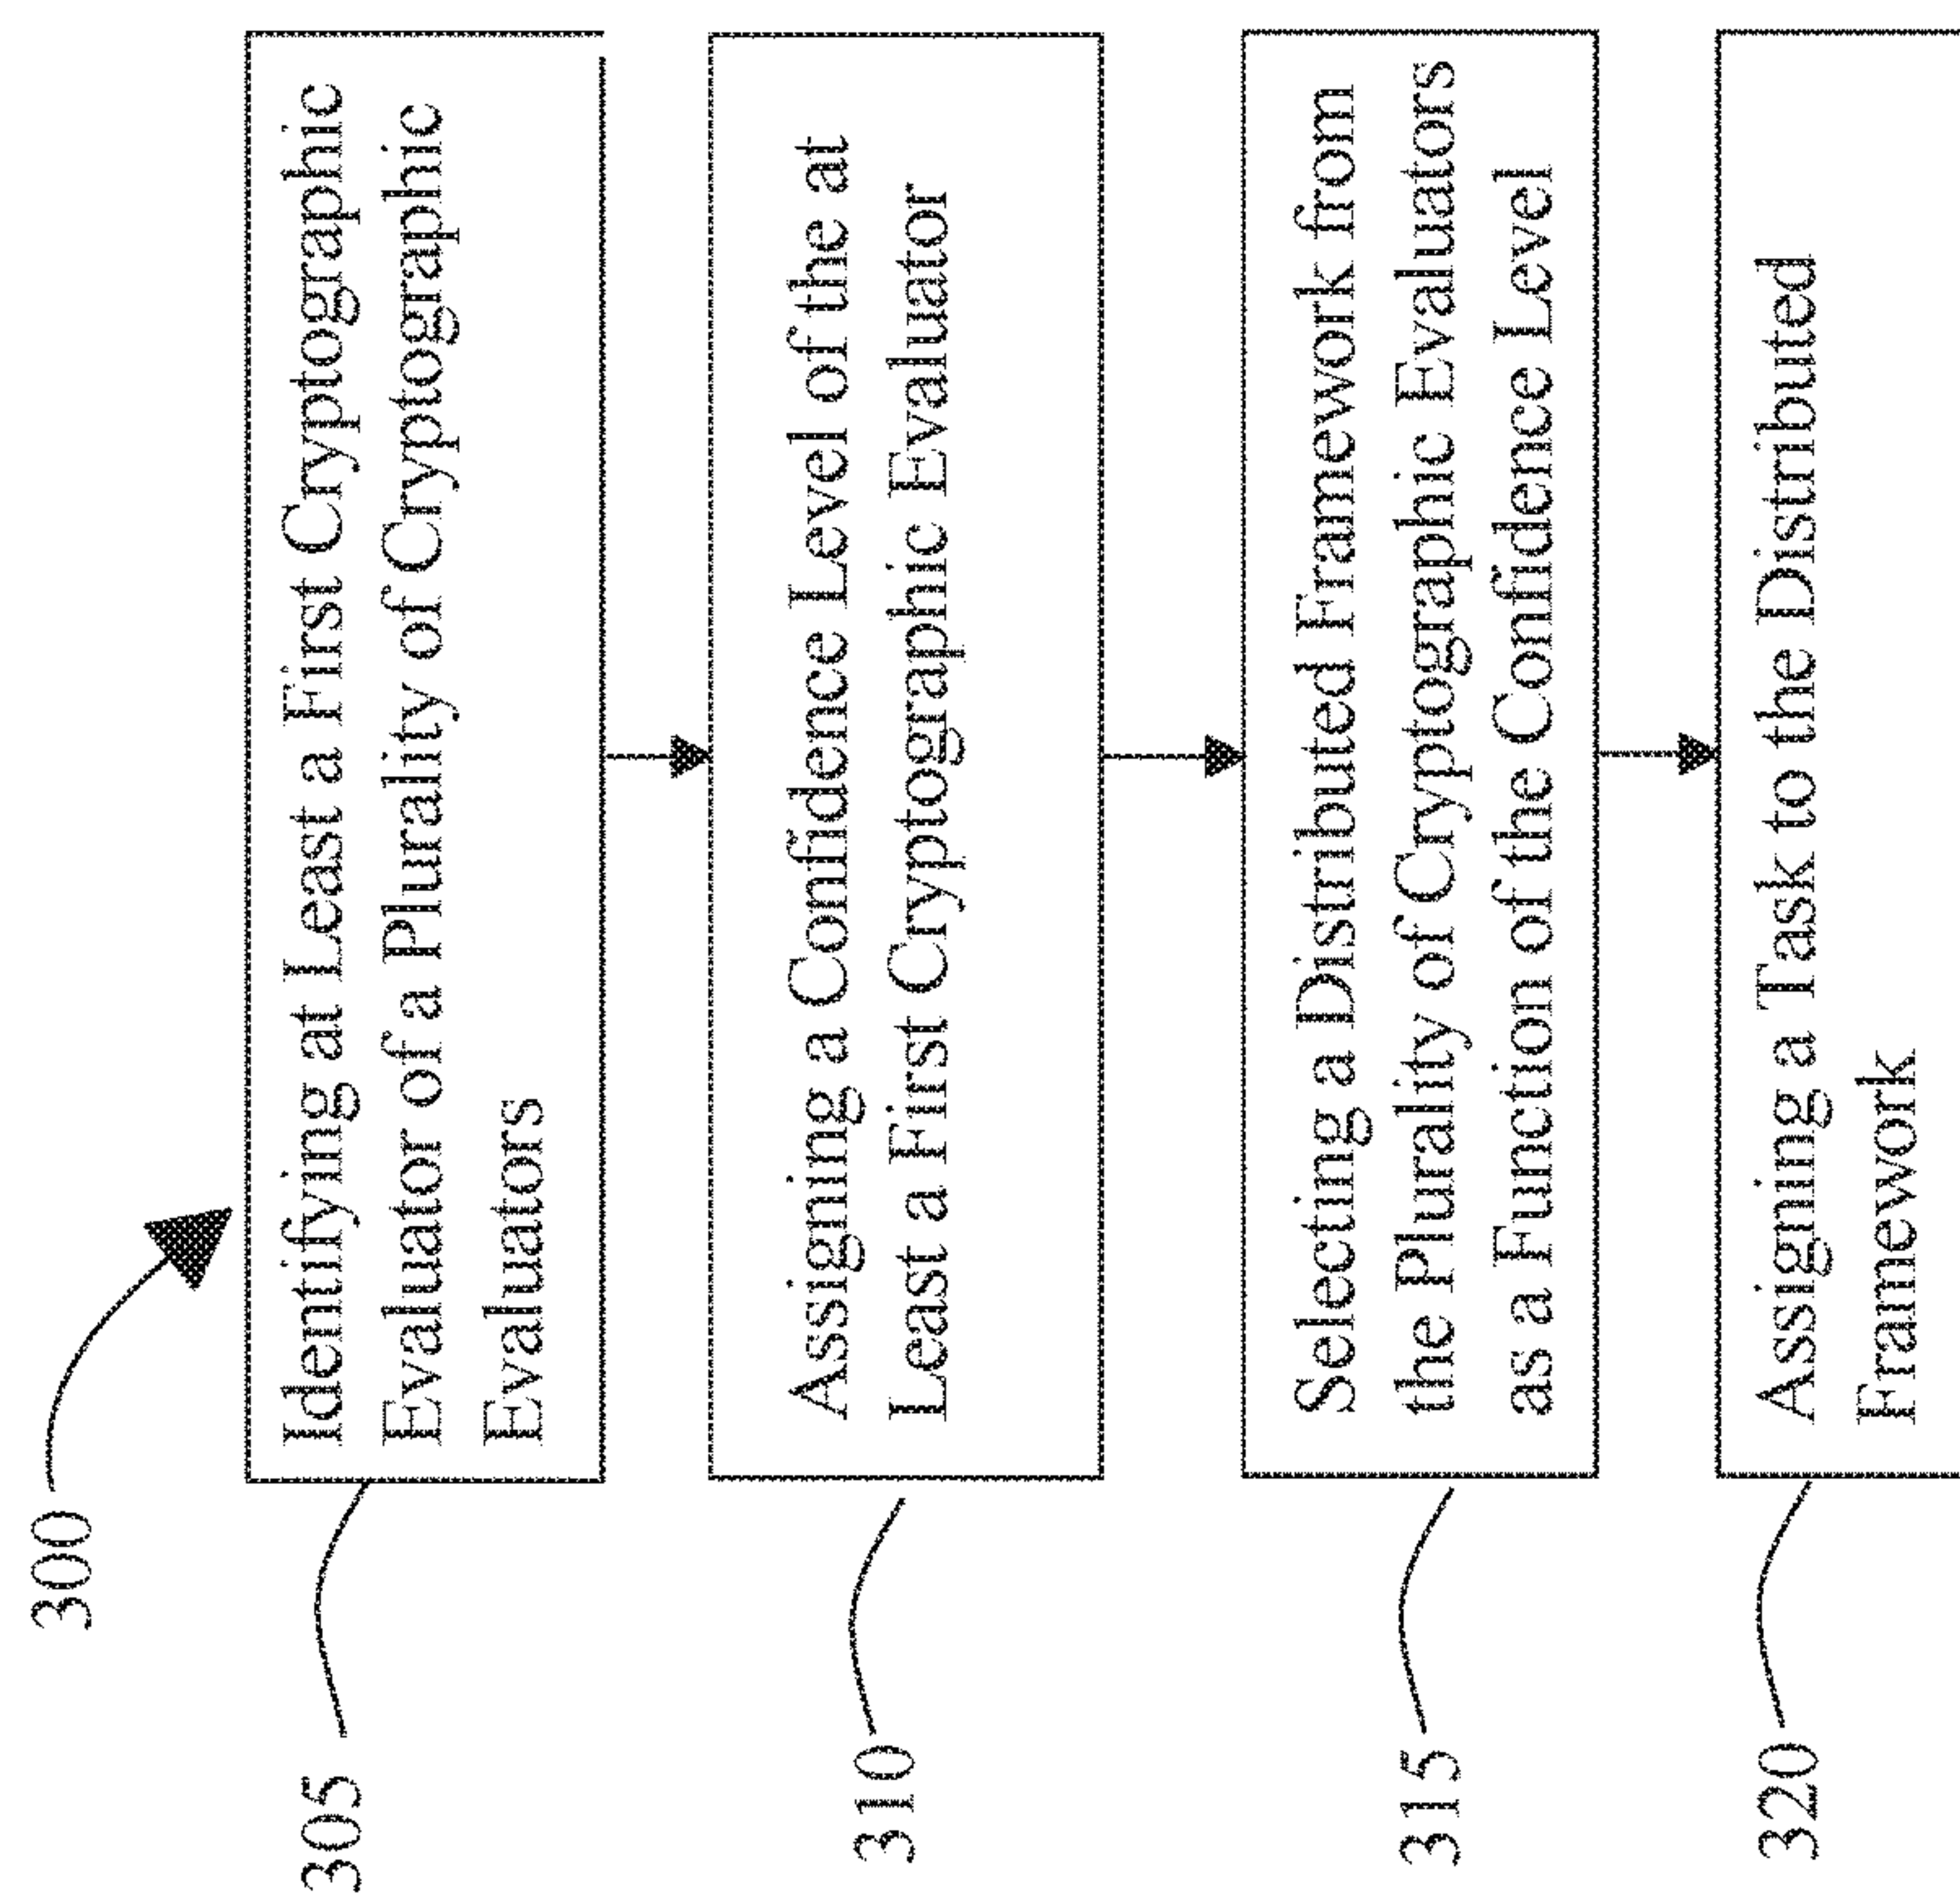 300
305
Identifying at Least a First Cryptographic
Evaluator of a Plurality of Cryptographic
Evaluators
310
Assigning a Confidence Level of the at
Least a First Cryptographic Evaluator
315
Selecting a Distributed Framework from
the Plurality of Cryptographic Evaluators
as a Function of the Confidence Level
320
Assigning a Task to the Distributed
Framework